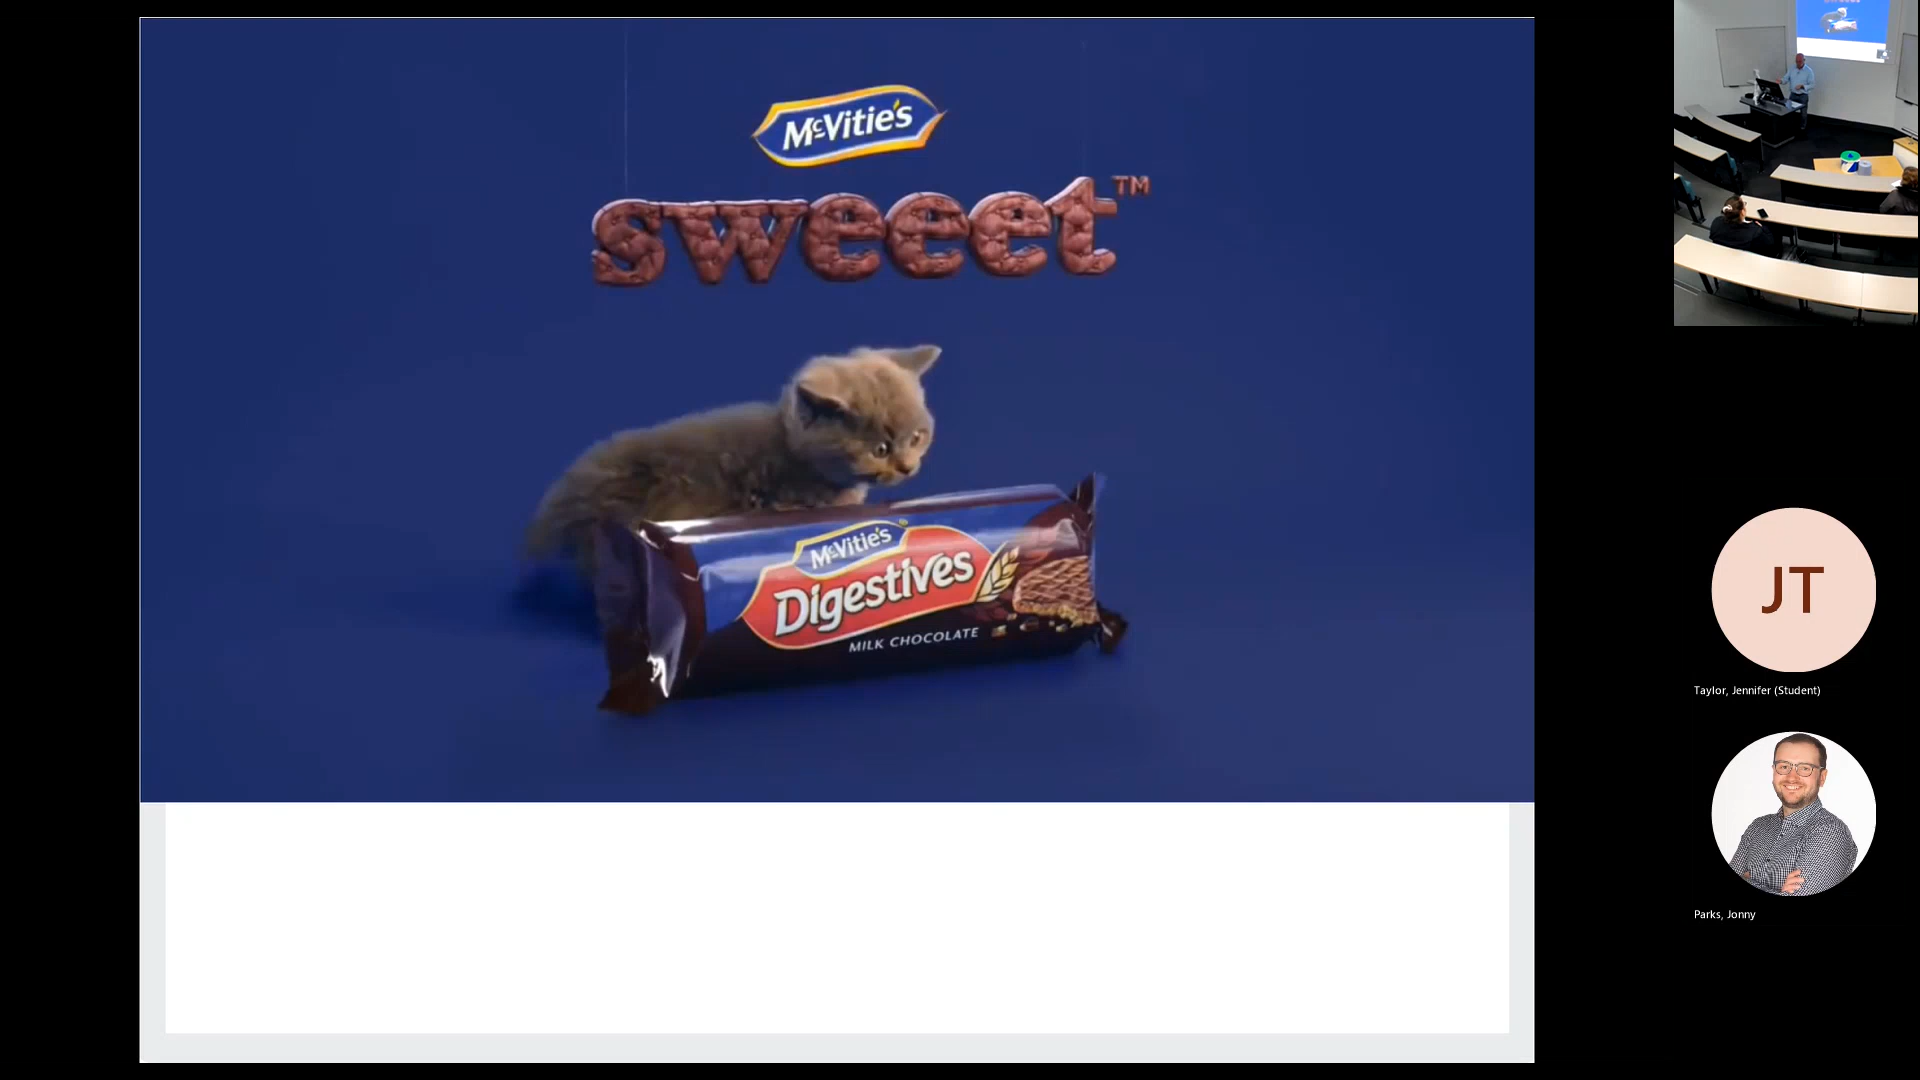 McVitie's
sweeet™
McVitie's
Digestives
MILK CHOCOLATE
JT
Taylor, Jennifer (Student)
Parks, Jonny